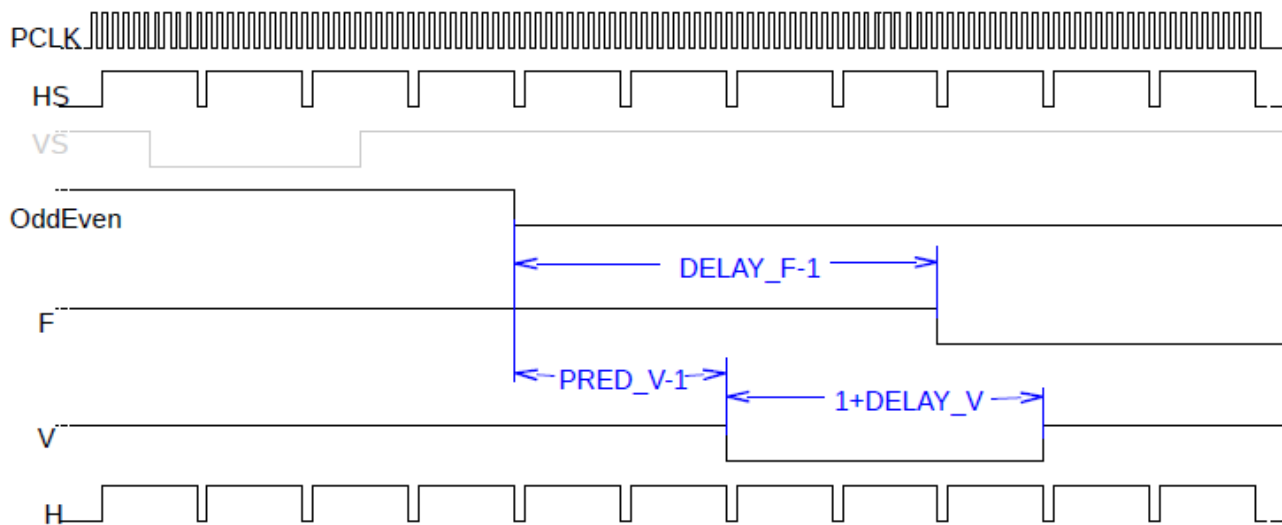 PCLK
HS
VS
OddEven
DELAY_F-1
F
PRED_V-1
1+DELAY_V
V
H